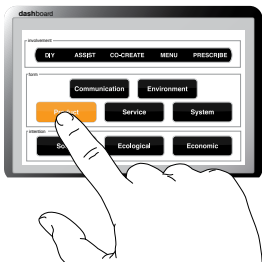 dashboard
involvement
DIY ASSIST CO-CREATE MENU PRESCRIBE
form
Communication Environment
Service System
intention
Ecological Economic